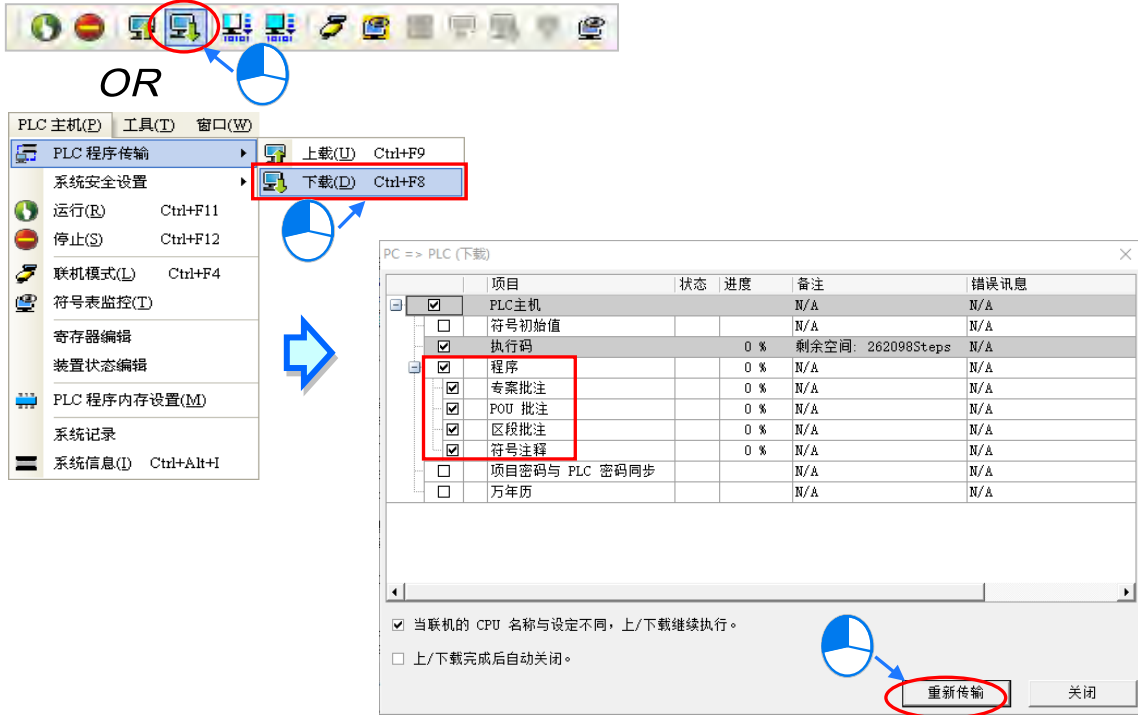 OR
PLC 主机(P) 工具(T) 窗口(W)
PLC 程序传输
上载(U) Ctrl+F9
系统安全设置
下载(D) Ctrl+F8
运行(R) Ctrl+F11
停止(S) Ctrl+F12
联机模式(L) Ctrl+F4
符号表监控(T)
寄存器编辑
装置状态编辑
PLC 程序内存设置(M)
系统记录
系统信息(I) Ctrl+Alt+I
PC => PLC (下载)
项目 状态 进度 备注 错误讯息
PLC主机 N/A N/A
符号初始值 N/A N/A
执行码 0 % 剩余空间: 262098Steps N/A
程序 0 % N/A N/A
专案批注 0 % N/A N/A
POU 批注 0 % N/A N/A
区段批注 0 % N/A N/A
符号注释 0 % N/A N/A
项目密码与 PLC 密码同步 N/A N/A
万年历 N/A N/A
当联机的 CPU 名称与设定不同，上/下载继续执行。
上/下载完成后自动关闭。
重新传输 关闭